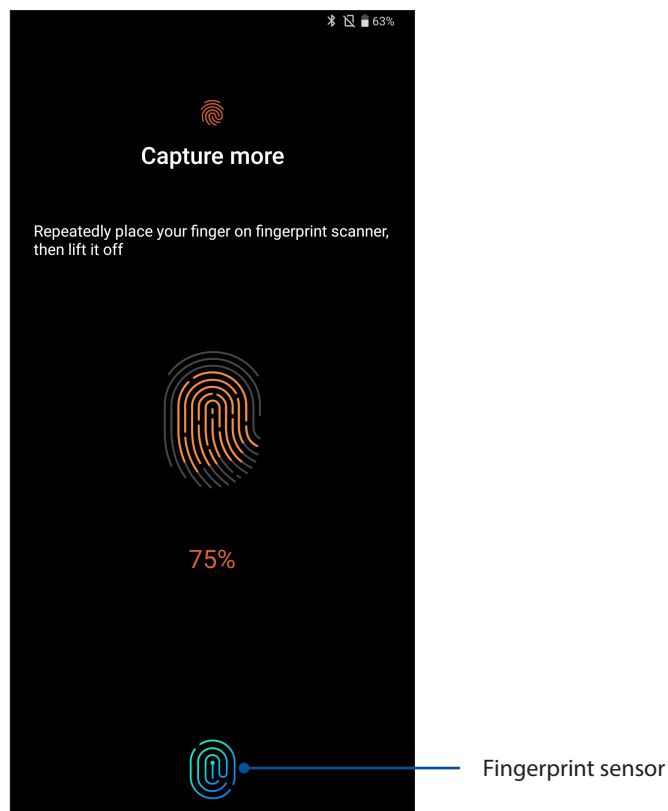 63%
Capture more
Repeatedly place your finger on fingerprint scanner,
then lift it off
75%
Fingerprint sensor